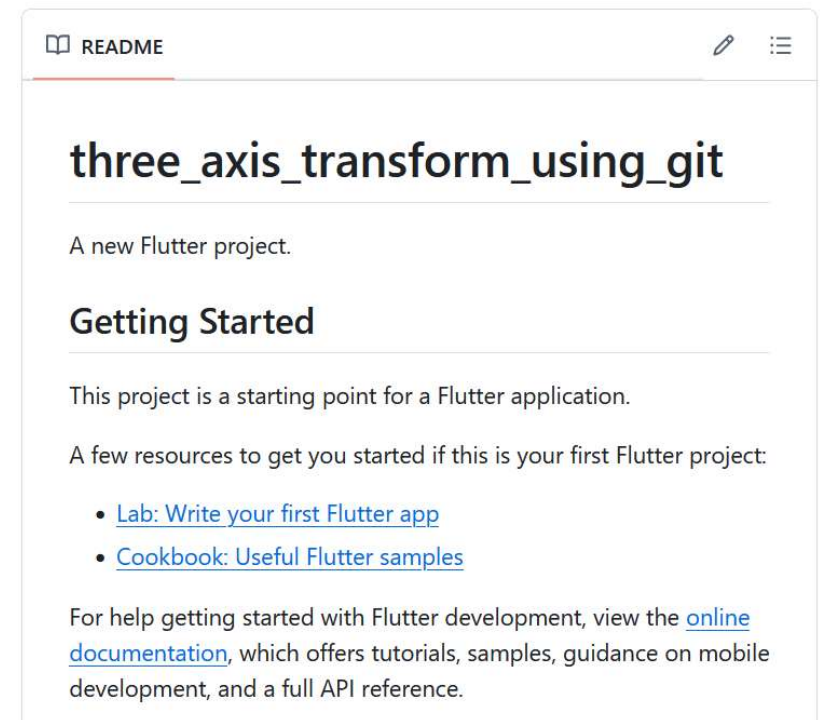 README
three_axis_transform_using_git
A new Flutter project.
Getting Started
This project is a starting point for a Flutter application.
A few resources to get you started if this is your first Flutter project:
• Lab: Write your first Flutter app
• Cookbook: Useful Flutter samples
For help getting started with Flutter development, view the online
documentation, which offers tutorials, samples, guidance on mobile
development, and a full API reference.